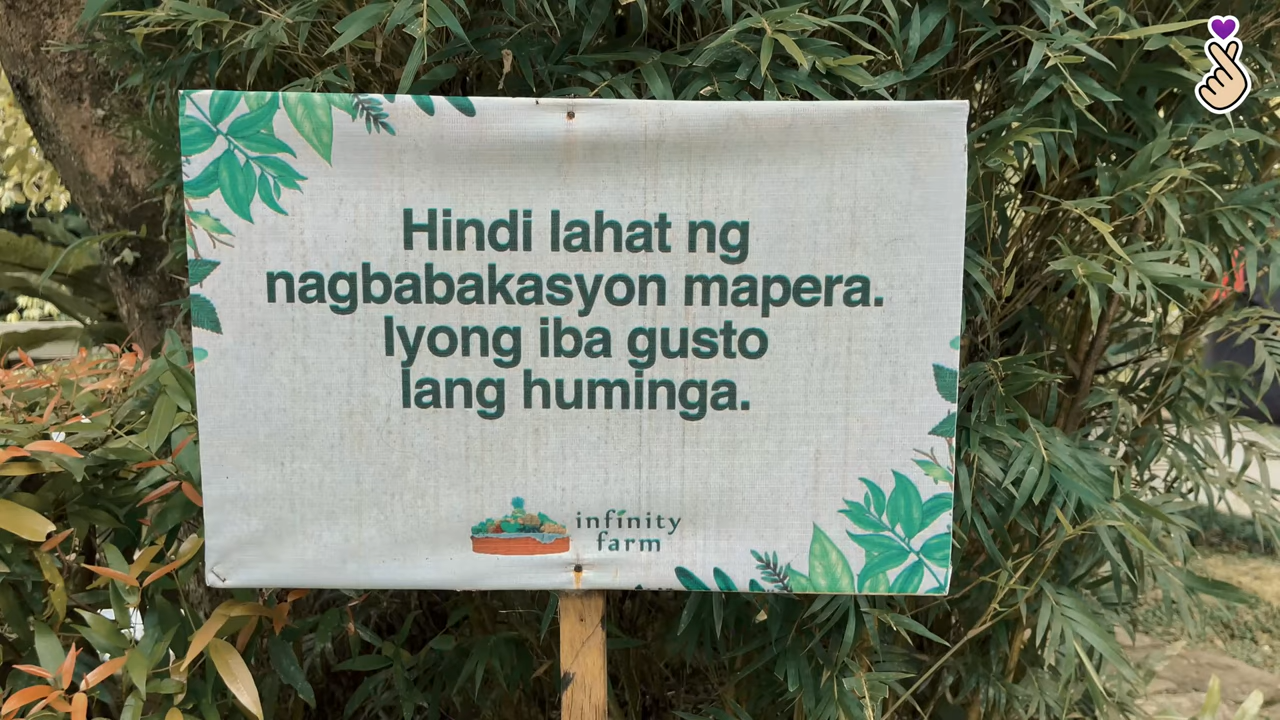 Hindi lahat ng
nagbabakasyon mapera.
Iyong iba gusto
lang huminga.
infinity
farm